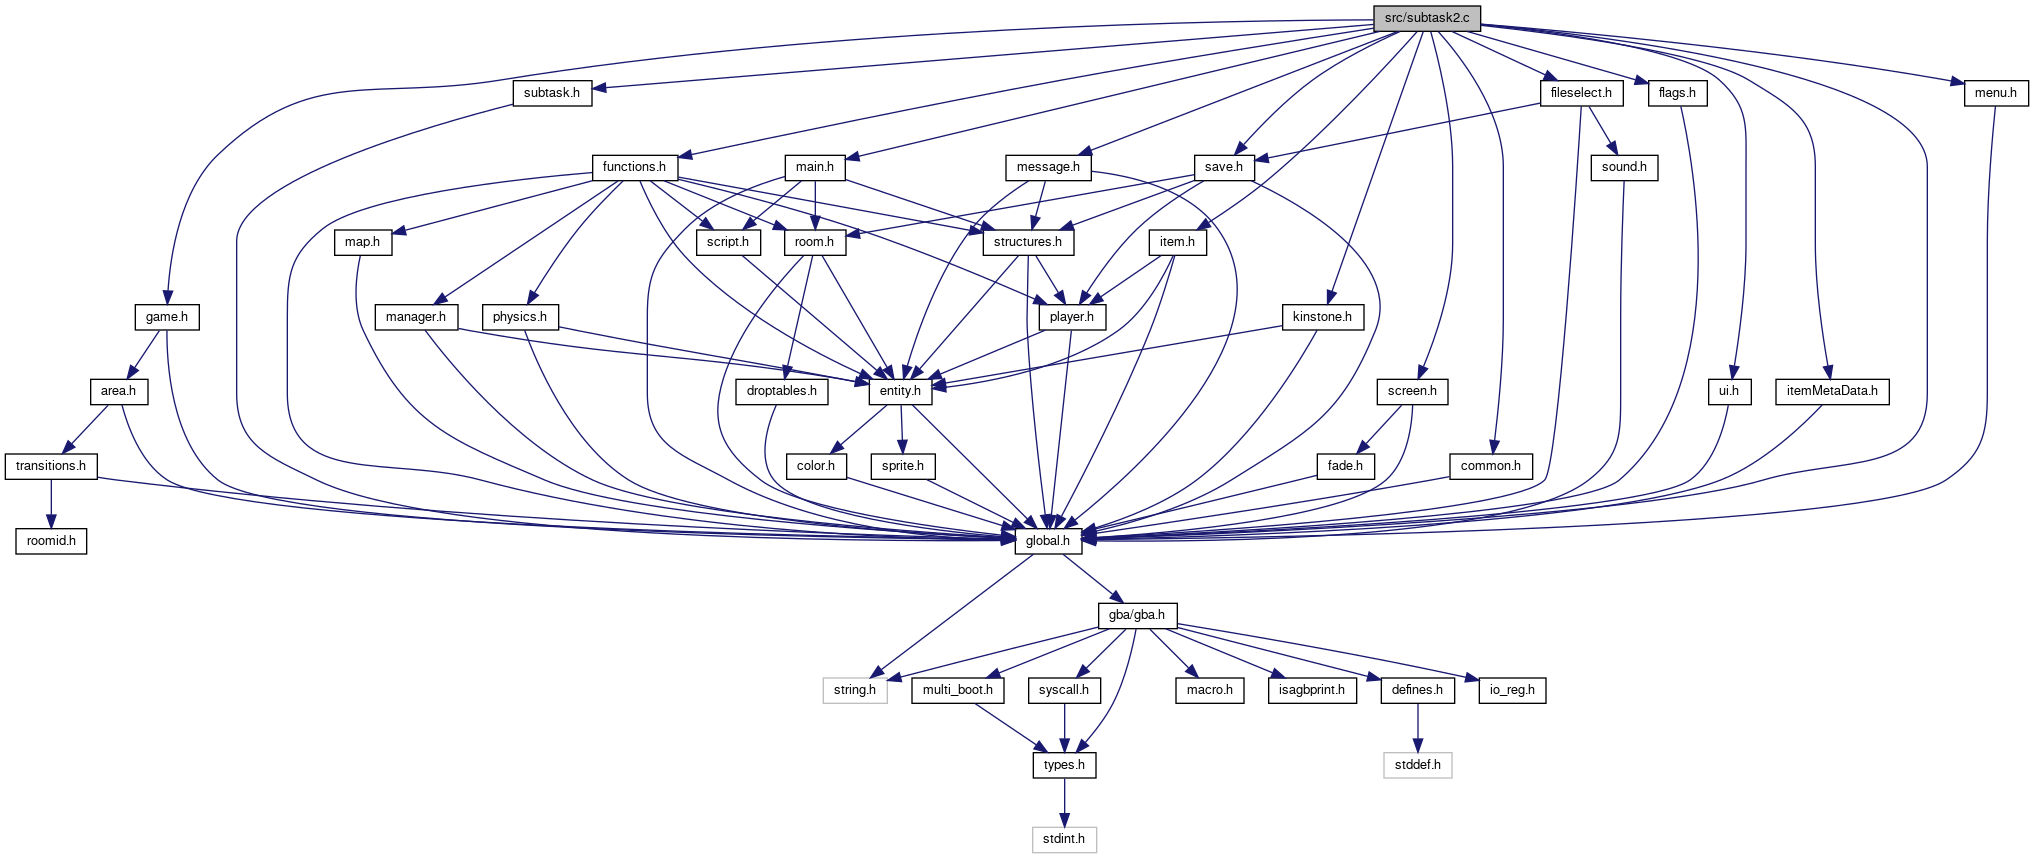 src/subtask2.c
subtask.h
fileselect.h
flags.h
menu.h
functions.h
main.h
message.h
save.h
sound.h
map.h
script.h
room.h
structures.h
item.h
game.h
manager.h
physics.h
player.h
kinstone.h
area.h
droptables.h
entity.h
screen.h
ui.h
itemMetaData.h
transitions.h
color.h
sprite.h
fade.h
common.h
roomid.h
global.h
gba/gba.h
string.h
multi_boot.h
syscall.h
macro.h
isagbprint.h
defines.h
io_reg.h
types.h
stddef.h
stdint.h